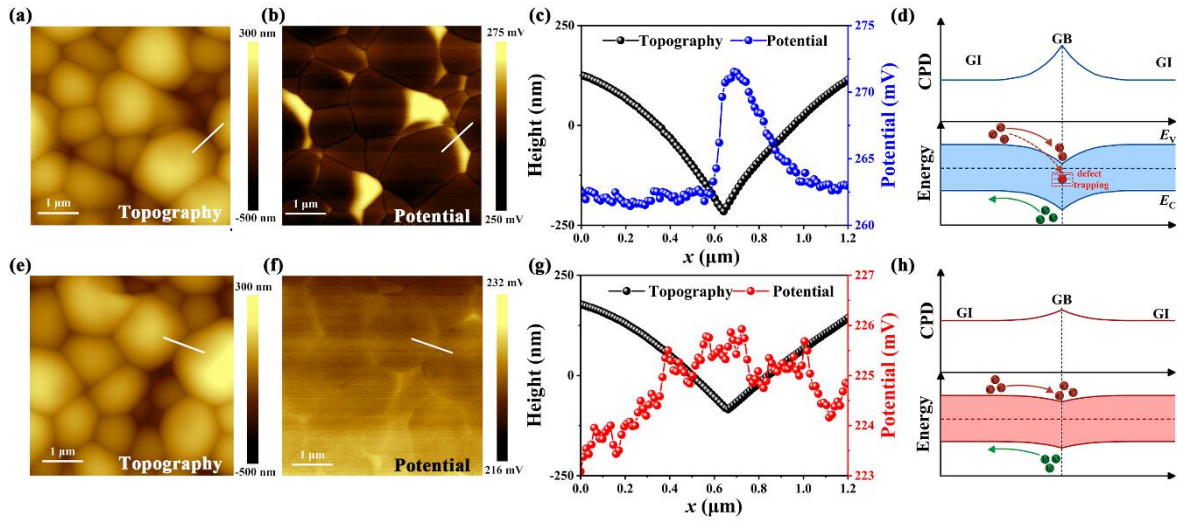 (a)
300 nm
1 μm
Topography
-500 nm
(b)
275 mV
1 μm
Potential
250 mV
(c)
Topography
Potential
Height (nm)
250
0
-250
Potential (mV)
275
270
265
260
0.0 0.2 0.4 0.6 0.8 1.0 1.2
x (μm)
(d)
CPD
GI
GB
GI
Energy
EV
defect
trapping
EC
(e)
300 nm
1 μm
Topography
-500 nm
(f)
232 mV
1 μm
Potential
216 mV
(g)
Topography
Potential
Height (nm)
250
0
-250
Potential (mV)
227
226
225
224
223
0.0 0.2 0.4 0.6 0.8 1.0 1.2
x (μm)
(h)
CPD
GI
GB
GI
Energy